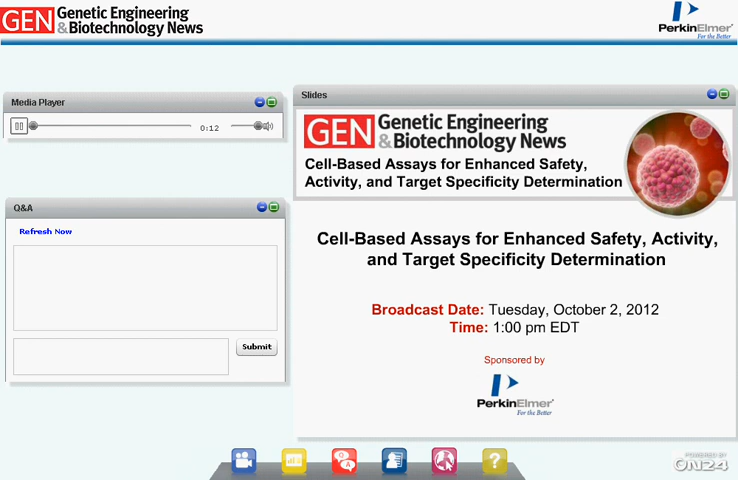 GEN Genetic Engineering
& Biotechnology News
PerkinElmer
For the Better
Media Player
0:12
Slides
GEN Genetic Engineering
& Biotechnology News
Cell-Based Assays for Enhanced Safety,
Activity, and Target Specificity Determination
Q&A
Refresh Now
Submit
Cell-Based Assays for Enhanced Safety, Activity,
and Target Specificity Determination
Broadcast Date: Tuesday, October 2, 2012
Time: 1:00 pm EDT
Sponsored by
PerkinElmer
For the Better
Q
A
?
POWERED BY
ON24